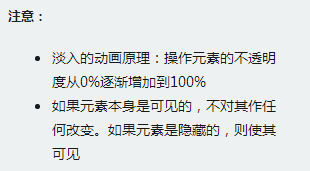 注意：
淡入的动画原理：操作元素的不透明
度从0%逐渐增加到100%
如果元素本身是可见的，不对其作任
何改变。如果元素是隐藏的，则使其
可见